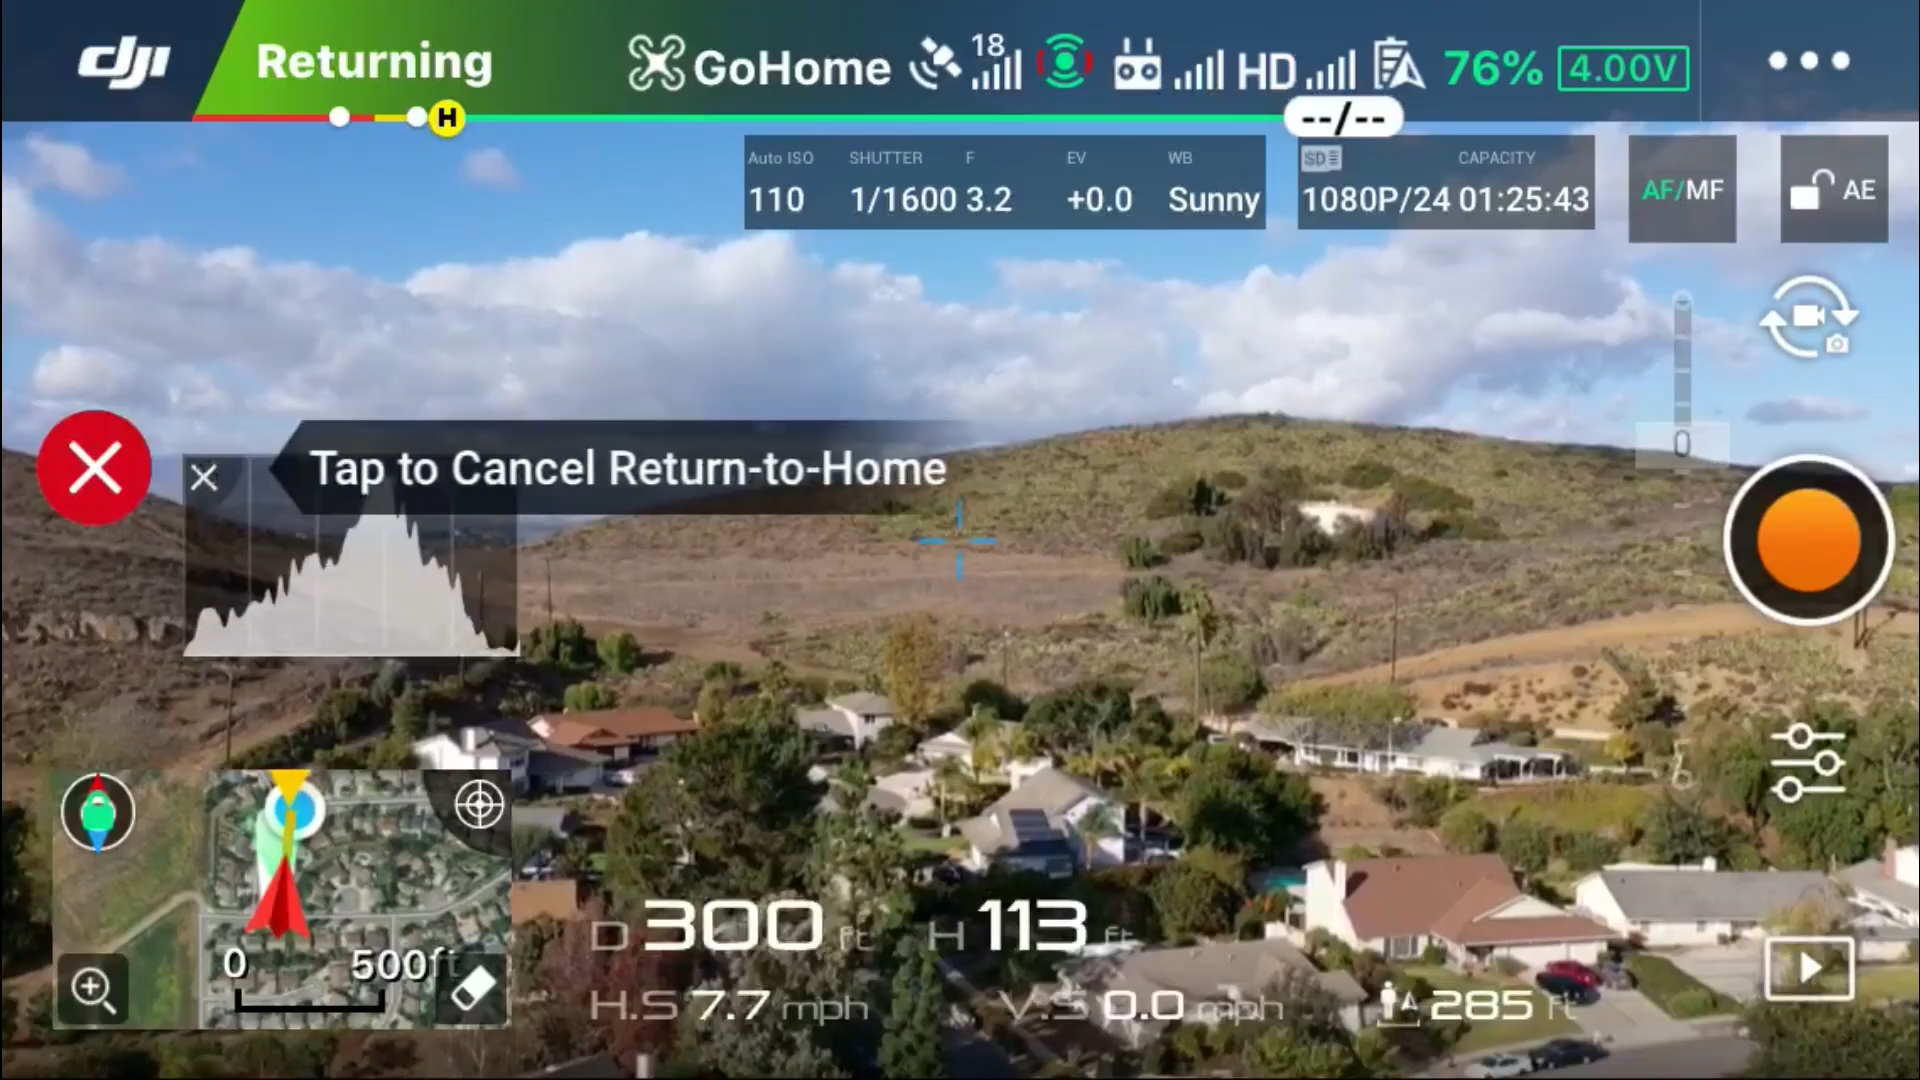 dji Returning GoHome 18 HD 76% 4.00V
H --/--
Auto ISO SHUTTER F EV WB SD CAPACITY
110 1/1600 3.2 +0.0 Sunny 1080P/24 01:25:43 AF/MF AE
0
Tap to Cancel Return-to-Home
D 300 ft H 113 ft
0 500ft
H.S 7.7 mph V.S 0.0 mph 285 ft